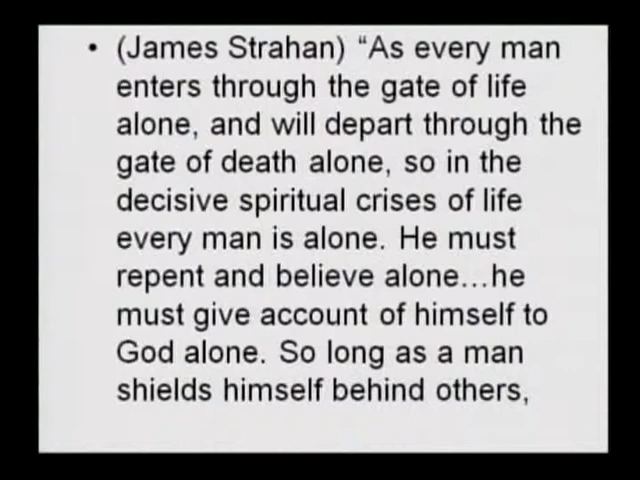 • (James Strahan) “As every man
enters through the gate of life
alone, and will depart through the
gate of death alone, so in the
decisive spiritual crises of life
every man is alone. He must
repent and believe alone…he
must give account of himself to
God alone. So long as a man
shields himself behind others,